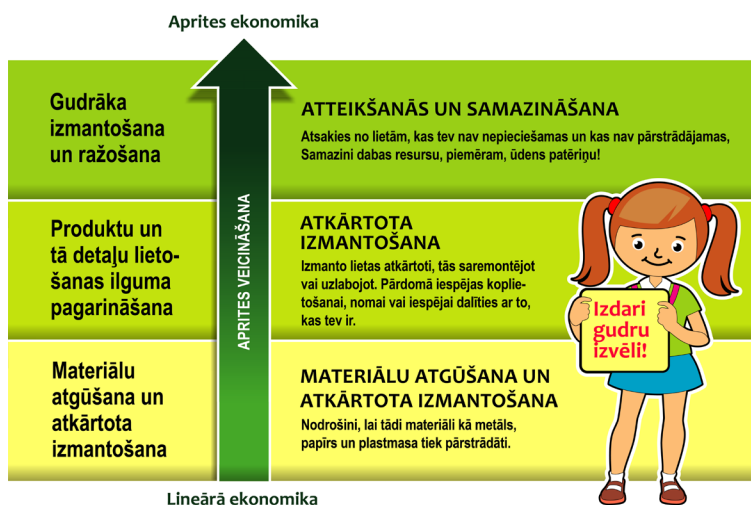 Aprites ekonomika
Gudrāka
izmantošana
un ražošana
ATTEIKŠANĀS UN SAMAZINĀŠANA
Atsakies no lietām, kas tev nav nepieciešamas un kas nav pārstrādājamas,
Samazini dabas resursu, piemēram, ūdens patēriņu!
APRITES VEICINĀŠANA
Produktu un
tā detaļu lieto-
šanas ilguma
pagarināšana
ATKĀRTOTA
IZMANTOŠANA
Izmanto lietas atkārtoti, tās saremontējot
vai uzlabojot. Pārdomā iespējas koplie-
tošanai, nomai vai iespējai dalīties ar to,
kas tev ir.
Izdari
gudru
izvēli!
Materiālu
atgūšana un
atkārtota
izmantošana
MATERIĀLU ATGŪŠANA UN
ATKĀRTOTA IZMANTOŠANA
Nodrošini, lai tādi materiāli kā metāls,
papīrs un plastmasa tiek pārstrādāti.
Lineārā ekonomika